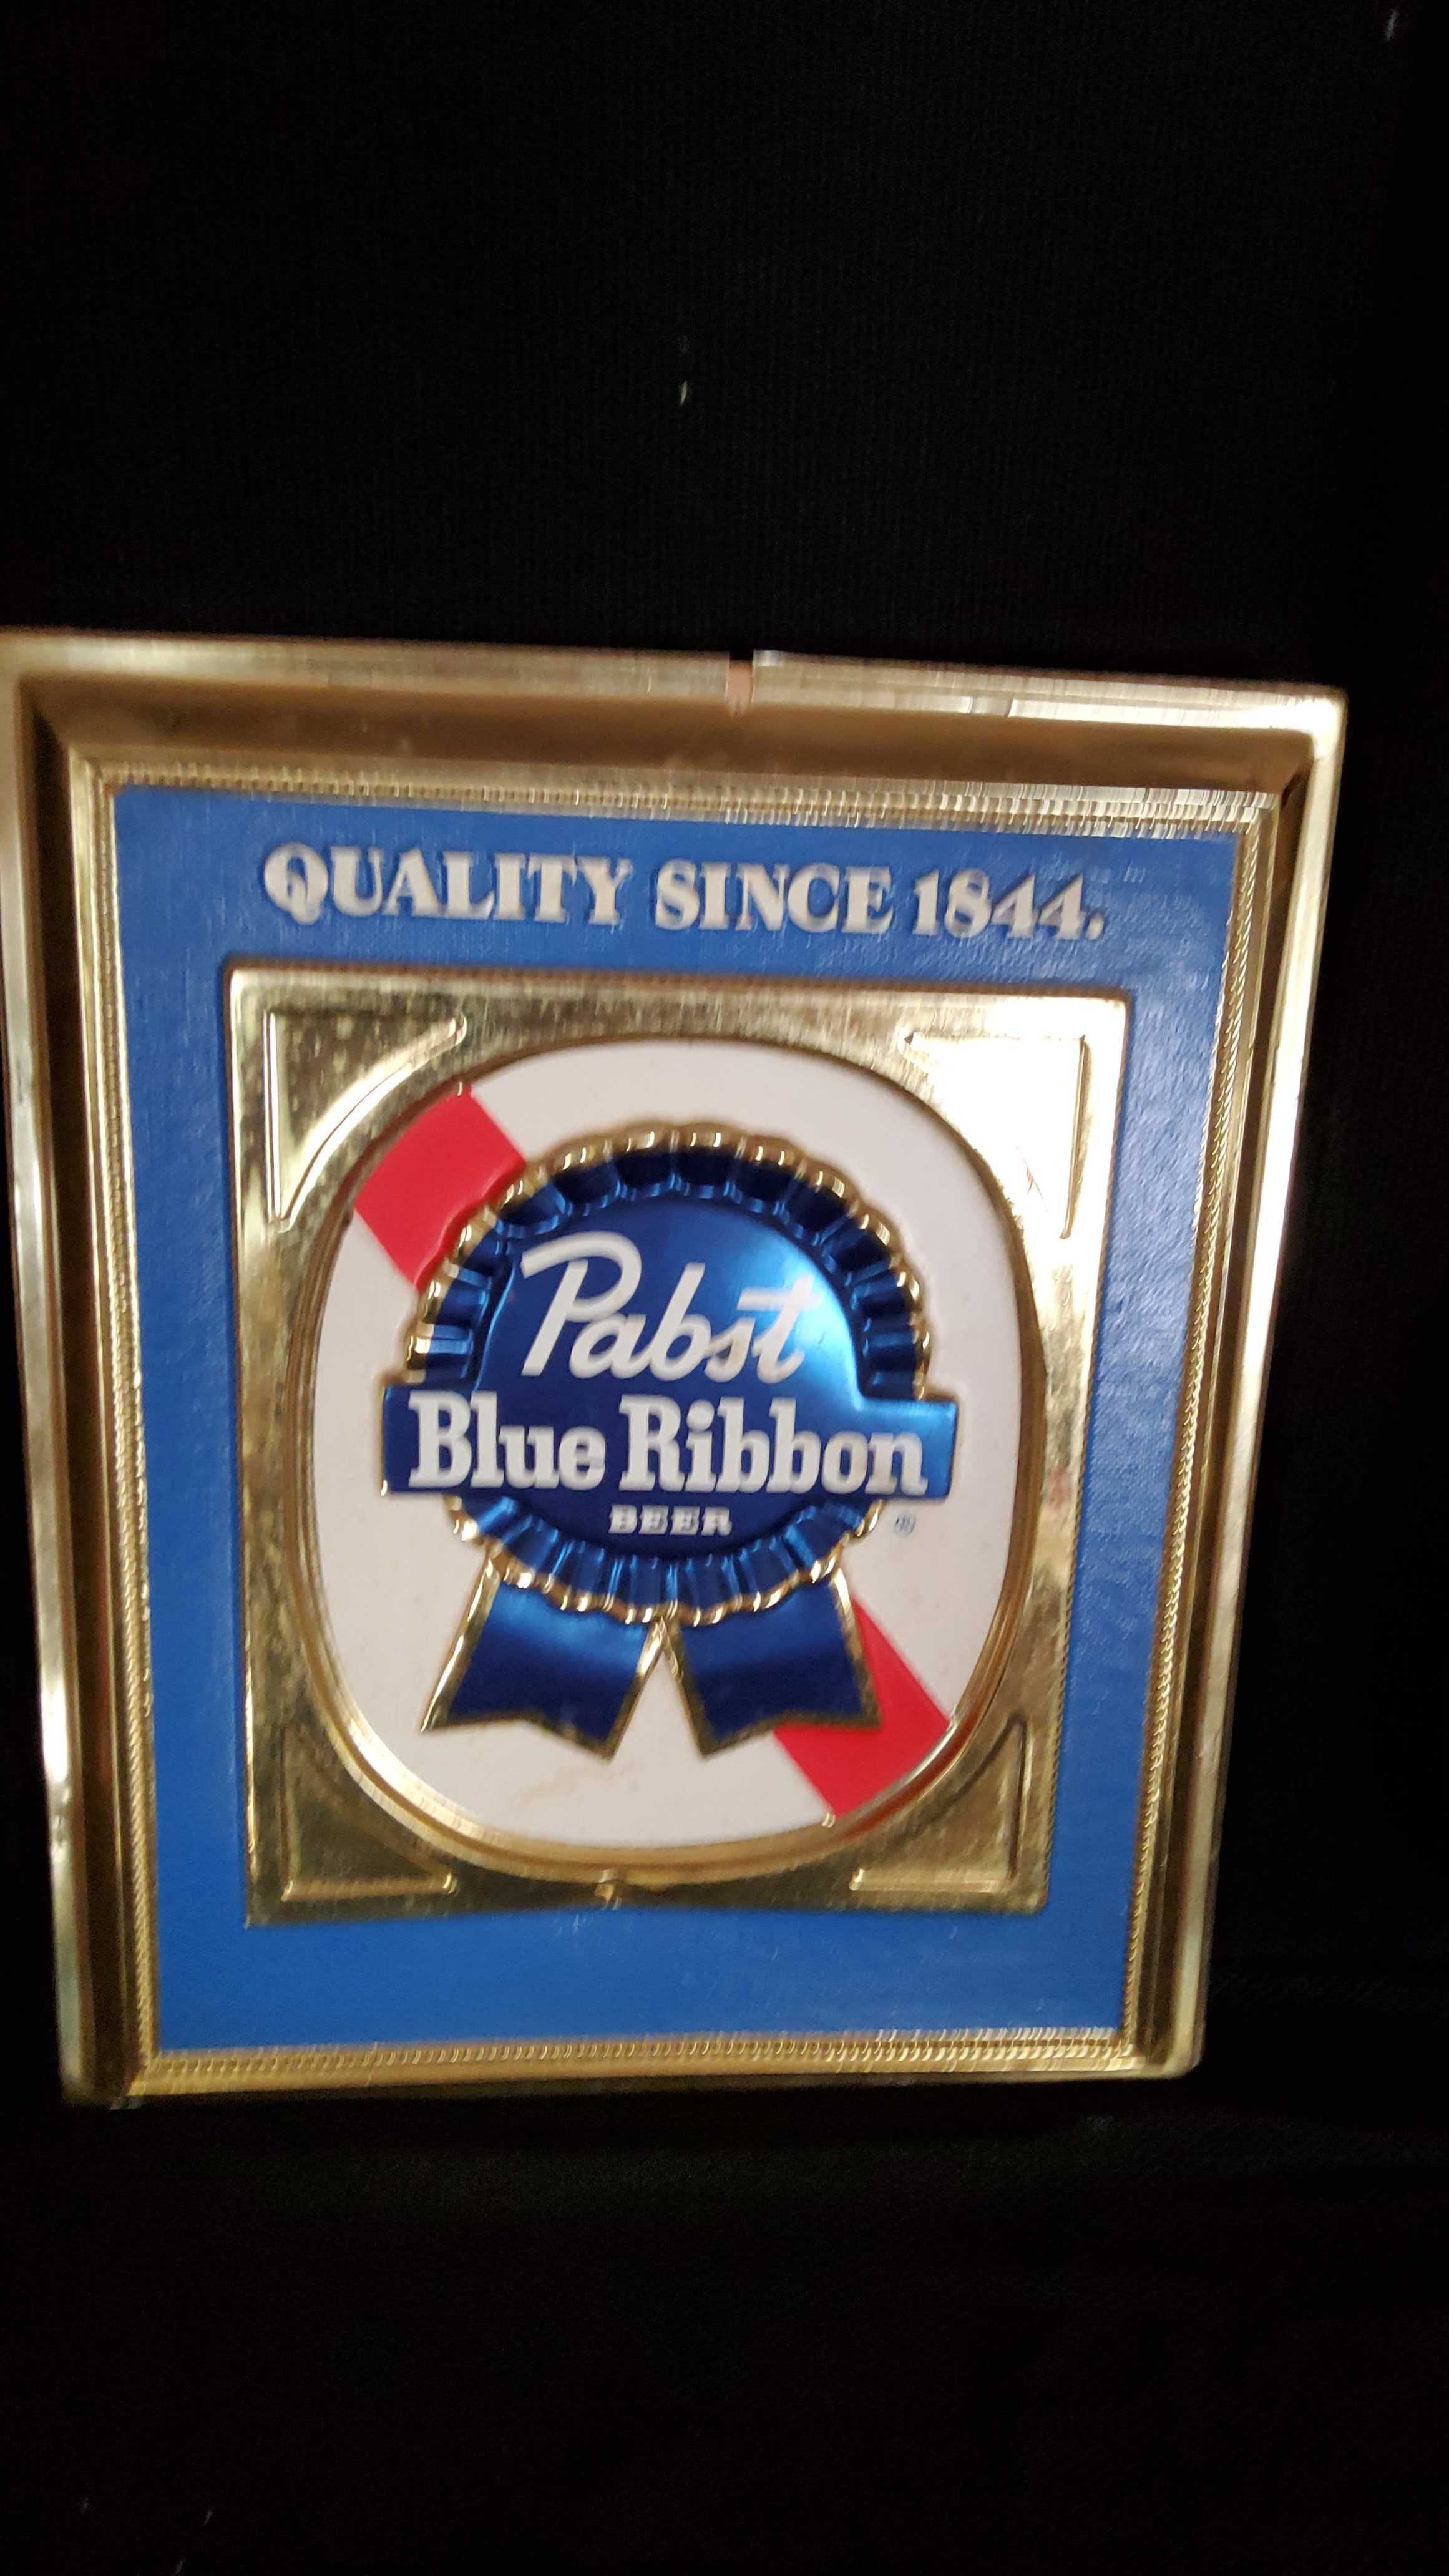 QUALITY SINCE 1844.
Pabst
Blue Ribbon
BEER
®